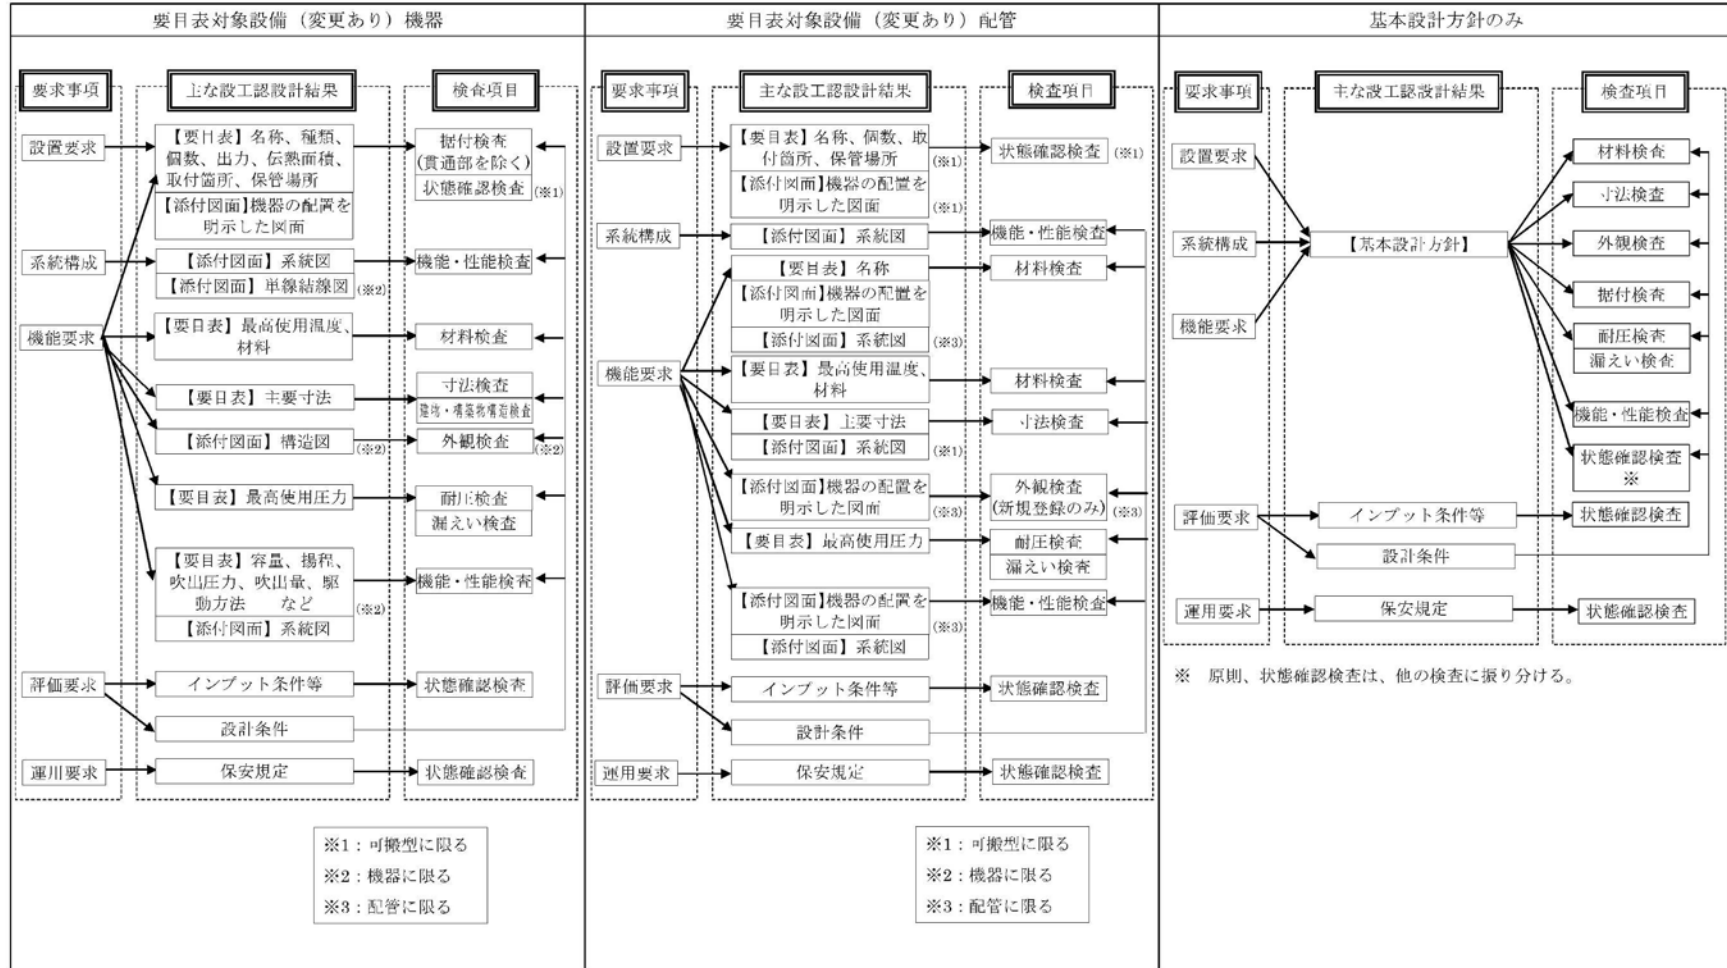 要目表対象設備（変更あり）機器
要求事項
主な設工認設計結果
検査項目
設置要求
【要目表】名称、種類、
個数、出力、伝熱面積、
取付箇所、保管場所
【添付図面】機器の配置を
明示した図面
据付検査
(貫通部を除く)
状態確認検査
(※1)
系統構成
【添付図面】系統図
【添付図面】単線結線図
(※2)
機能・性能検査
機能要求
【要目表】最高使用温度、
材料
材料検査
【要目表】主要寸法
寸法検査
建物・構築物構造検査
【添付図面】構造図
(※2)
外観検査
(※2)
【要目表】最高使用圧力
耐圧検査
漏えい検査
【要目表】容量、揚程、
吹出圧力、吹出量、駆
動方法　など
(※2)
【添付図面】系統図
機能・性能検査
評価要求
インプット条件等
状態確認検査
設計条件
運用要求
保安規定
状態確認検査
※1：可搬型に限る
※2：機器に限る
※3：配管に限る
要目表対象設備（変更あり）配管
要求事項
主な設工認設計結果
検査項目
設置要求
【要目表】名称、個数、取
付箇所、保管場所
(※1)
【添付図面】機器の配置を
明示した図面
(※1)
状態確認検査
(※1)
系統構成
【添付図面】系統図
機能・性能検査
機能要求
【要目表】名称
【添付図面】機器の配置を
明示した図面
【添付図面】系統図
(※3)
材料検査
【要目表】最高使用温度、
材料
材料検査
【要目表】主要寸法
【添付図面】系統図
(※1)
寸法検査
【添付図面】機器の配置を
明示した図面
(※3)
外観検査
(新規登録のみ)
(※3)
【要目表】最高使用圧力
耐圧検査
漏えい検査
【添付図面】機器の配置を
明示した図面
(※3)
【添付図面】系統図
機能・性能検査
評価要求
インプット条件等
状態確認検査
設計条件
運用要求
保安規定
状態確認検査
※1：可搬型に限る
※2：機器に限る
※3：配管に限る
基本設計方針のみ
要求事項
主な設工認設計結果
検査項目
設置要求
系統構成
機能要求
【基本設計方針】
材料検査
寸法検査
外観検査
据付検査
耐圧検査
漏えい検査
機能・性能検査
状態確認検査
※
評価要求
インプット条件等
状態確認検査
設計条件
運用要求
保安規定
状態確認検査
※　原則、状態確認検査は、他の検査に振り分ける。